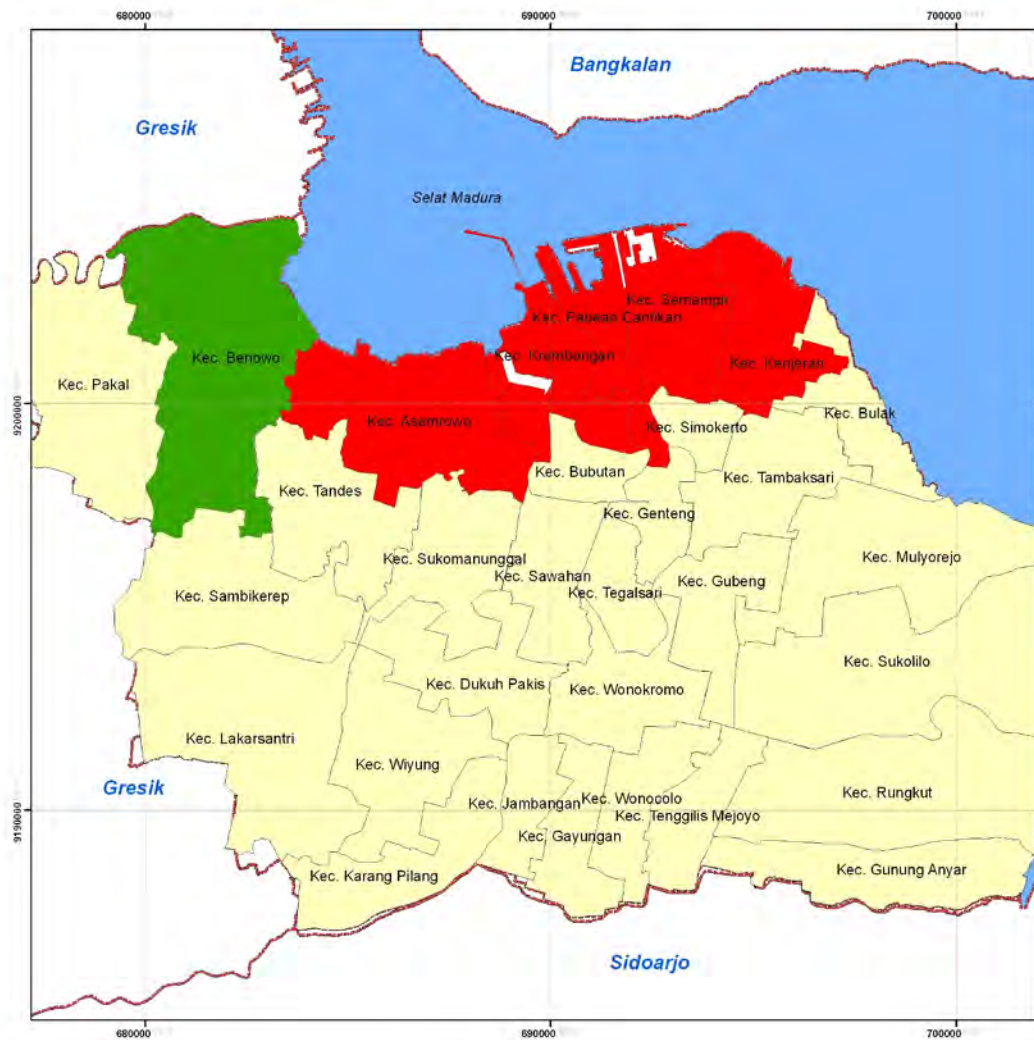 680000
690000
700000
Bangkalan
Gresik
Selat Madura
Kec. Semampir
Kec. Pabean Cantikan
Kec. Krembangan
Kec. Benowo
Kec. Kenjeran
Kec. Pakal
9200000
9200000
Kec. Asemrowo
Kec. Bulak
Kec. Simokerto
Kec. Bubutan
Kec. Tambaksari
Kec. Tandes
Kec. Genteng
Kec. Sukomanunggal
Kec. Mulyorejo
Kec. Sawahan
Kec. Gubeng
Kec. Sambikerep
Kec. Tegalsari
Kec. Sukolilo
Kec. Dukuh Pakis
Kec. Wonokromo
Kec. Lakarsantri
Kec. Wiyung
Gresik
Kec. Rungkut
Kec. Jambangan
Kec. Wonocolo
9190000
9190000
Kec. Tenggilis Mejoyo
Kec. Gayungan
Kec. Gunung Anyar
Kec. Karang Pilang
Sidoarjo
680000
690000
700000